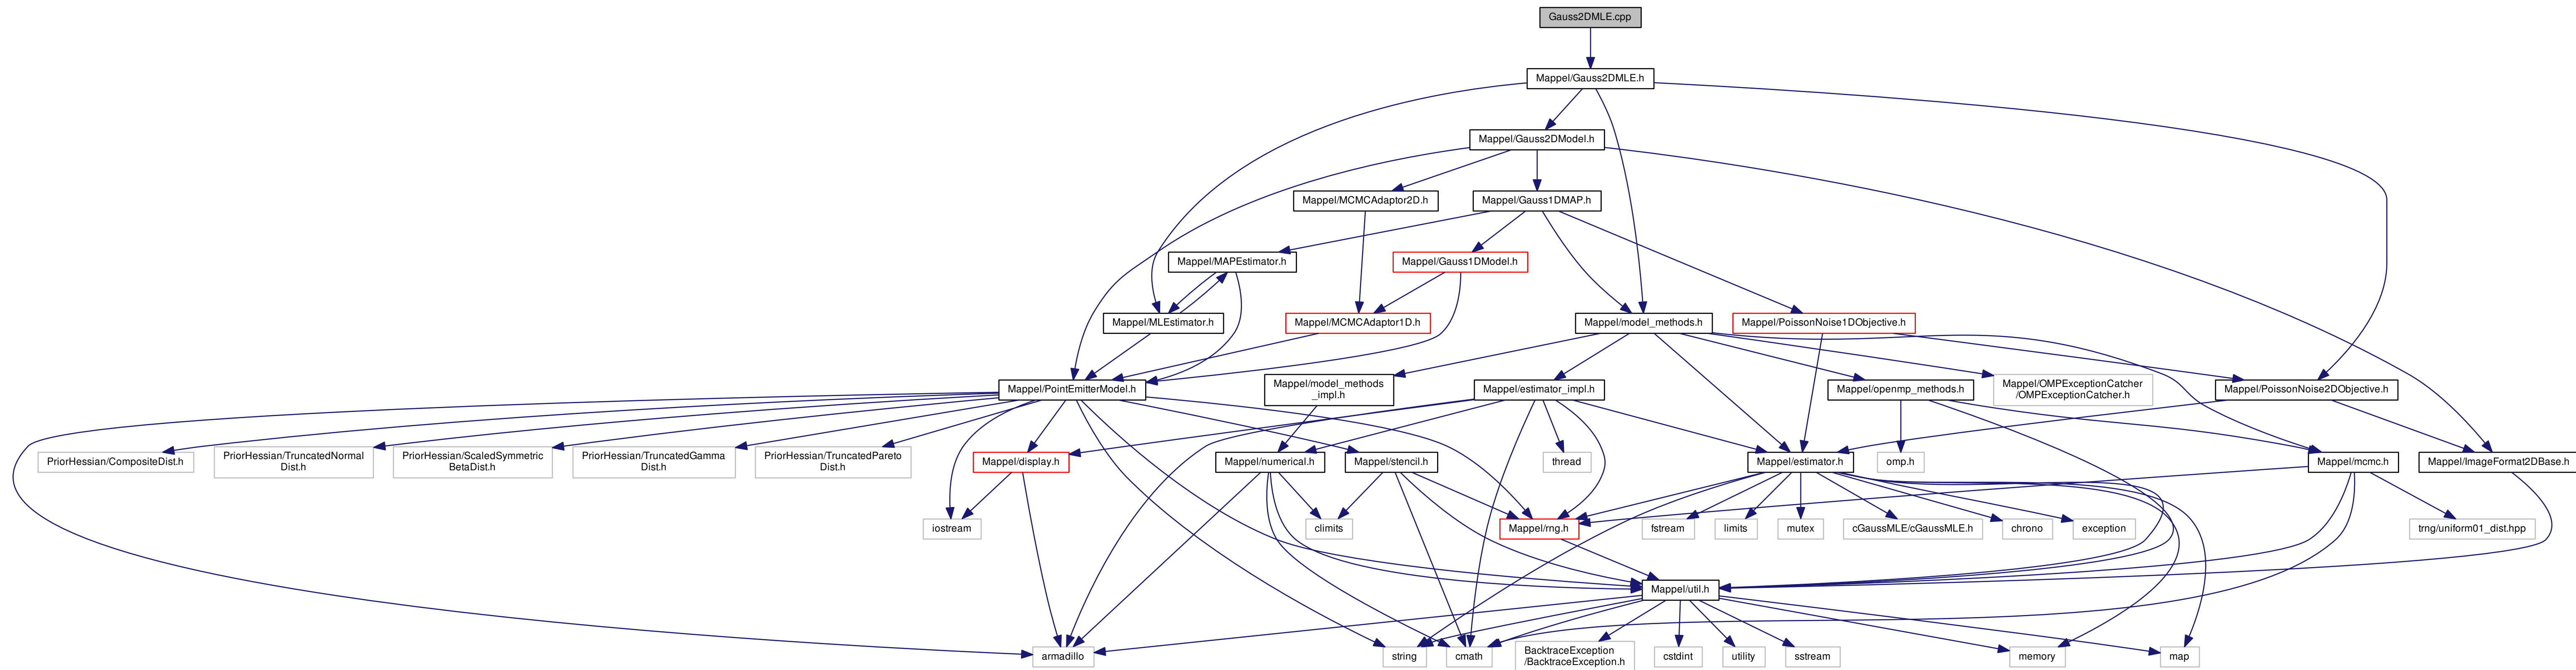 Gauss2DMLE.cpp
Mappel/Gauss2DMLE.h
Mappel/Gauss2DModel.h
Mappel/MCMCAdaptor2D.h
Mappel/Gauss1DMAP.h
Mappel/MAPEstimator.h
Mappel/Gauss1DModel.h
Mappel/MLEstimator.h
Mappel/MCMCAdaptor1D.h
Mappel/model_methods.h
Mappel/PoissonNoise1DObjective.h
Mappel/PointEmitterModel.h
Mappel/model_methods
_impl.h
Mappel/estimator_impl.h
Mappel/openmp_methods.h
Mappel/OMPExceptionCatcher
/OMPExceptionCatcher.h
Mappel/PoissonNoise2DObjective.h
PriorHessian/CompositeDist.h
PriorHessian/TruncatedNormal
Dist.h
PriorHessian/ScaledSymmetric
BetaDist.h
PriorHessian/TruncatedGamma
Dist.h
PriorHessian/TruncatedPareto
Dist.h
Mappel/display.h
Mappel/numerical.h
Mappel/stencil.h
thread
Mappel/estimator.h
omp.h
Mappel/mcmc.h
Mappel/ImageFormat2DBase.h
iostream
climits
Mappel/rng.h
fstream
limits
mutex
cGaussMLE/cGaussMLE.h
chrono
exception
trng/uniform01_dist.hpp
Mappel/util.h
armadillo
string
cmath
BacktraceException
/BacktraceException.h
cstdint
utility
sstream
memory
map